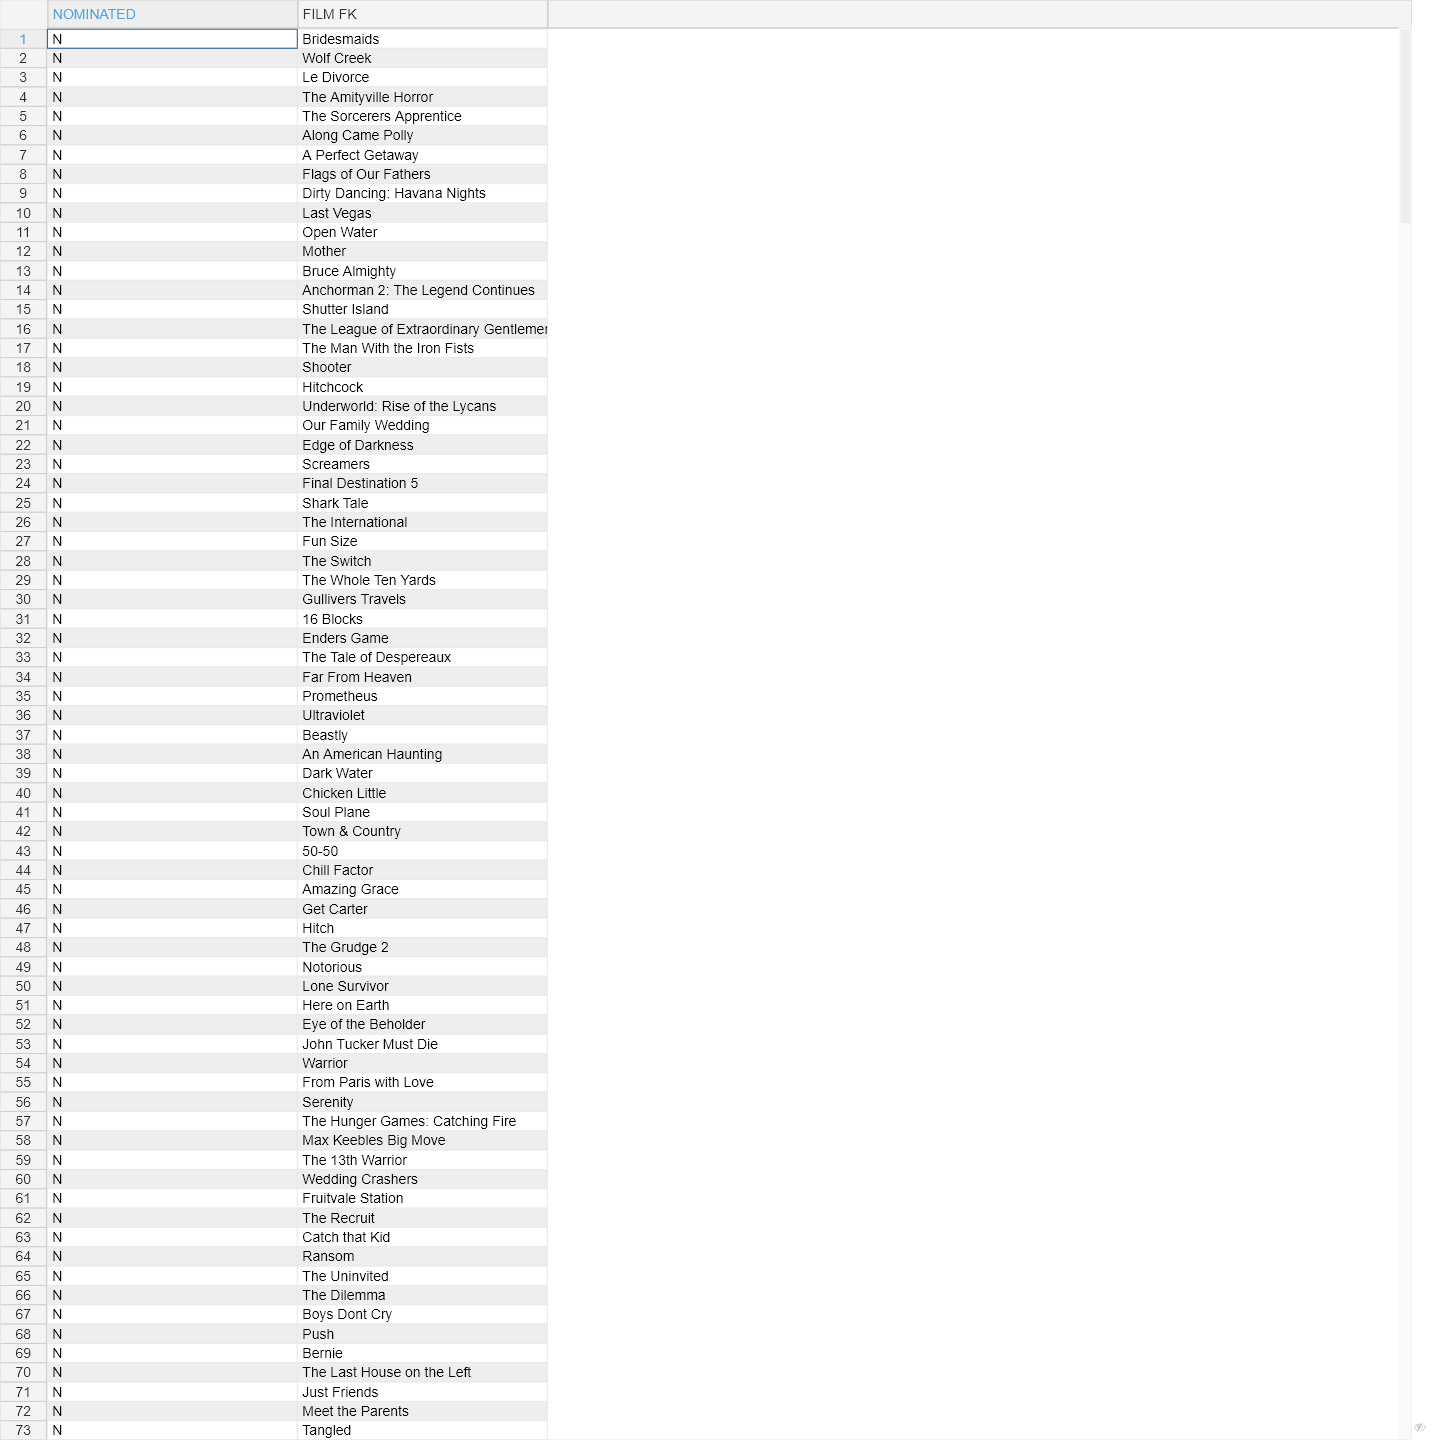 NOMINATED FILM FK
1 N Bridesmaids
2 N Wolf Creek
3 N Le Divorce
4 N The Amityville Horror
5 N The Sorcerers Apprentice
6 N Along Came Polly
7 N A Perfect Getaway
8 N Flags of Our Fathers
9 N Dirty Dancing: Havana Nights
10 N Last Vegas
11 N Open Water
12 N Mother
13 N Bruce Almighty
14 N Anchorman 2: The Legend Continues
15 N Shutter Island
16 N The League of Extraordinary Gentlemen
17 N The Man With the Iron Fists
18 N Shooter
19 N Hitchcock
20 N Underworld: Rise of the Lycans
21 N Our Family Wedding
22 N Edge of Darkness
23 N Screamers
24 N Final Destination 5
25 N Shark Tale
26 N The International
27 N Fun Size
28 N The Switch
29 N The Whole Ten Yards
30 N Gullivers Travels
31 N 16 Blocks
32 N Enders Game
33 N The Tale of Despereaux
34 N Far From Heaven
35 N Prometheus
36 N Ultraviolet
37 N Beastly
38 N An American Haunting
39 N Dark Water
40 N Chicken Little
41 N Soul Plane
42 N Town & Country
43 N 50-50
44 N Chill Factor
45 N Amazing Grace
46 N Get Carter
47 N Hitch
48 N The Grudge 2
49 N Notorious
50 N Lone Survivor
51 N Here on Earth
52 N Eye of the Beholder
53 N John Tucker Must Die
54 N Warrior
55 N From Paris with Love
56 N Serenity
57 N The Hunger Games: Catching Fire
58 N Max Keebles Big Move
59 N The 13th Warrior
60 N Wedding Crashers
61 N Fruitvale Station
62 N The Recruit
63 N Catch that Kid
64 N Ransom
65 N The Uninvited
66 N The Dilemma
67 N Boys Dont Cry
68 N Push
69 N Bernie
70 N The Last House on the Left
71 N Just Friends
72 N Meet the Parents
73 N Tangled